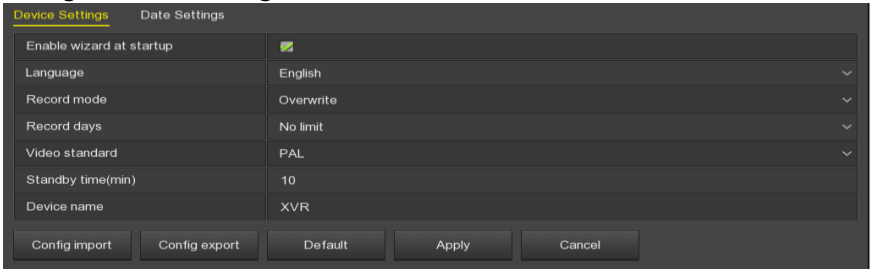 Device Settings Date Settings
Enable wizard at startup
Language English
Record mode Overwrite
Record days No limit
Video standard PAL
Standby time(min) 10
Device name XVR
Config import Config export Default Apply Cancel